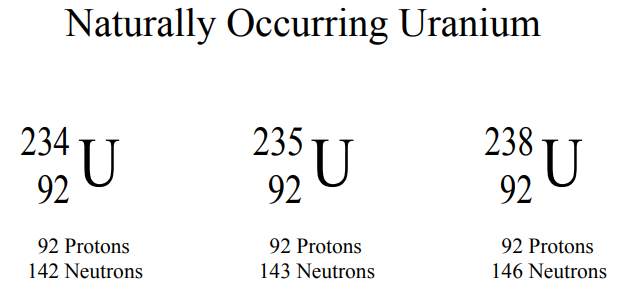 Naturally Occurring Uranium
234 92 U 235 92 U 238 92 U
92 Protons 92 Protons 92 Protons
142 Neutrons 143 Neutrons 146 Neutrons